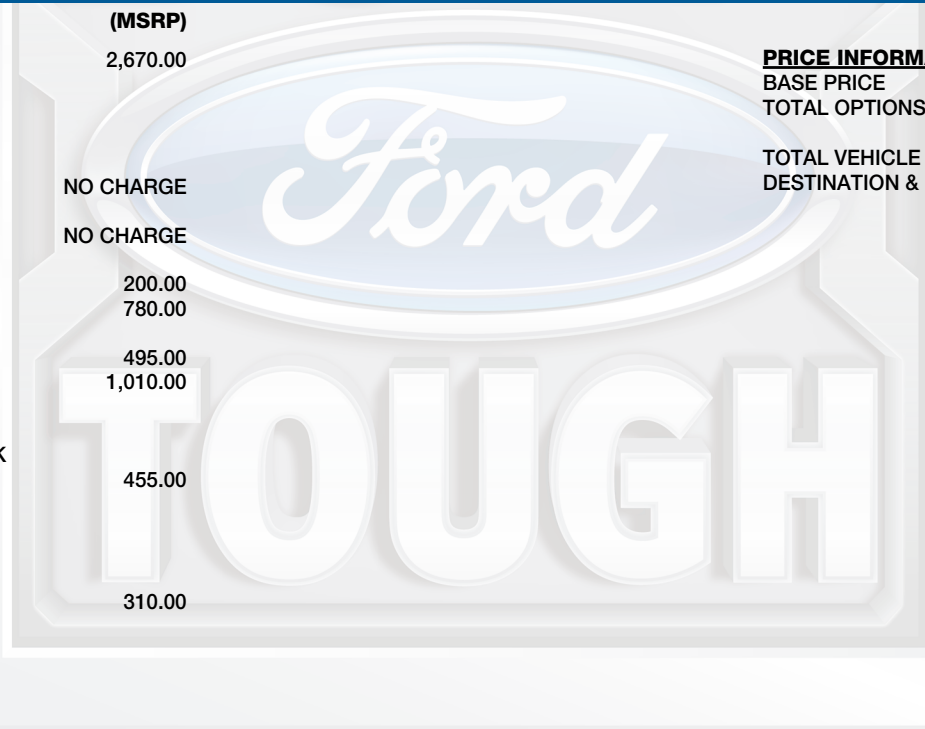 (MSRP)
2,670.00
NO CHARGE
NO CHARGE
200.00
780.00
495.00
1,010.00
K
455.00
310.00
PRICE INFORMA
BASE PRICE
TOTAL OPTIONS
TOTAL VEHICLE
DESTINATION &
Ford
TOUGH